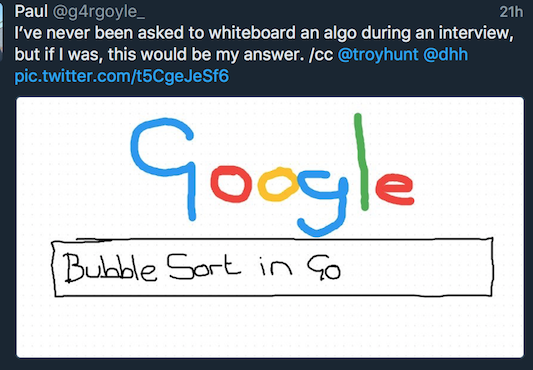 Paul @g4rgoyle_ 21h
I've never been asked to whiteboard an algo during an interview,
but if I was, this would be my answer. /cc @troyhunt @dhh
pic.twitter.com/t5CgeJeSf6
Google
Bubble Sort in Go